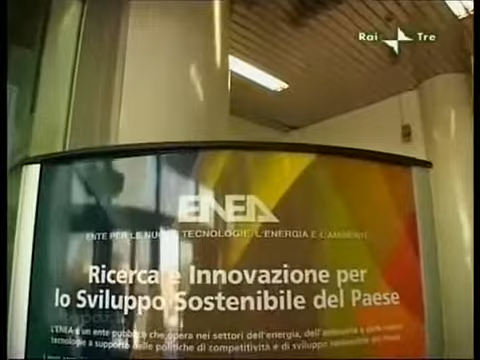 Rai Tre
ENEA
ENTE PER LE NUOVE TECNOLOGIE, L'ENERGIA E L'AMBIENTE
Ricerca e Innovazione per
lo Sviluppo Sostenibile del Paese
L'ENEA è un ente pubblico che opera nei settori dell'energia, dell'ambiente e delle nuove
tecnologie a supporto delle politiche di competitività e di sviluppo sostenibile